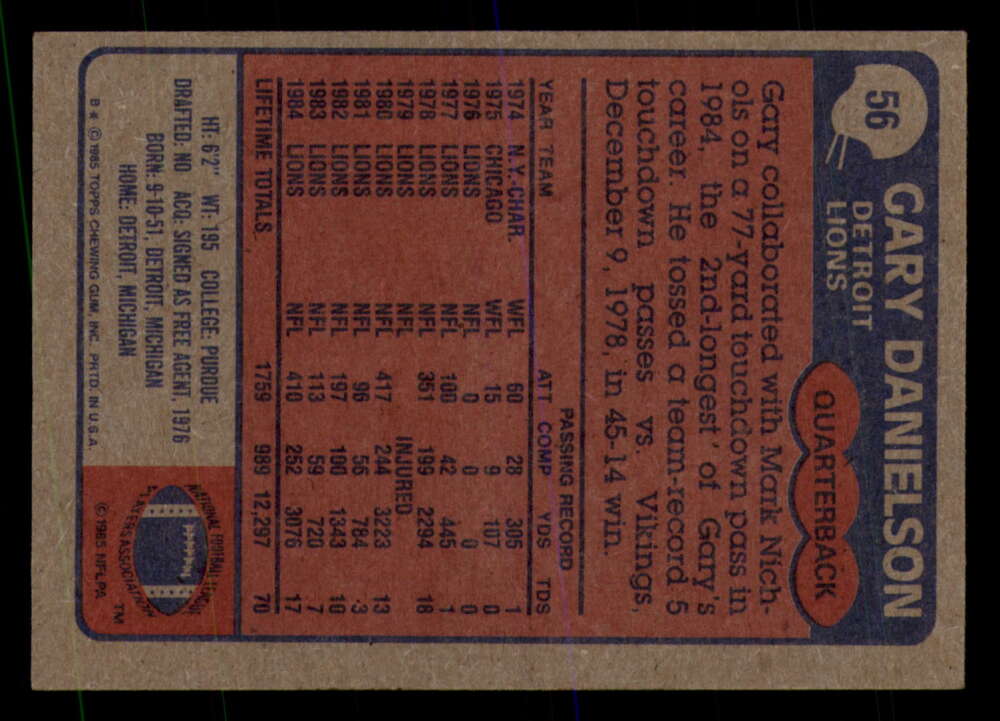 56
GARY DANIELSON
DETROIT
LIONS
QUARTERBACK
Gary collaborated with Mark Nich-
ols on a 77-yard touchdown pass in
1984, the 2nd-longest of Gary's
career. He tossed a team-record 5
touchdown passes vs. Vikings,
December 9, 1978, in 45-14 win.
PASSING RECORD
YEAR TEAM ATT COMP YDS TDS
1974 N.Y.-CHAR. WFL 60 28 305 1
1975 CHICAGO WFL 15 9 107 0
1976 LIONS NFL 0 0 0 0
1977 LIONS NFL 100 42 445 1
1978 LIONS NFL 351 199 2294 18
1979 LIONS NFL INJURED
1980 LIONS NFL 417 244 3223 13
1981 LIONS NFL 96 56 784 3
1982 LIONS NFL 197 100 1343 10
1983 LIONS NFL 113 59 720 7
1984 LIONS NFL 410 252 3076 17
LIFETIME TOTALS 1759 989 12,297 70
HT: 6'2" WT: 195 COLLEGE: PURDUE
DRAFTED: NO ACQ: SIGNED AS FREE AGENT, 1976
BORN: 9-10-51, DETROIT, MICHIGAN
HOME: DETROIT, MICHIGAN
B * © 1985 TOPPS CHEWING GUM, INC. PRTD. IN U.S.A.
NATIONAL FOOTBALL LEAGUE
PLAYERS ASSOCIATION
TM
© 1985 NFLPA